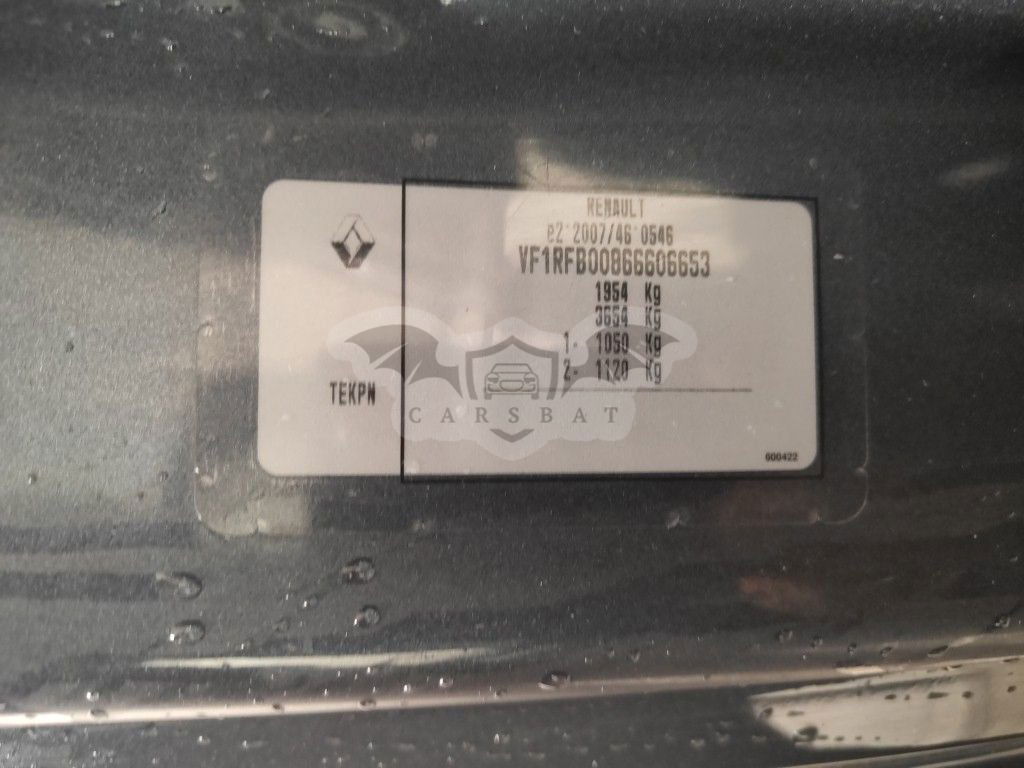 RENAULT
e2*2007/46*0546
VF1RFB00866606653
1954 Kg
3654 Kg
1- 1050 Kg
2- 1120 Kg
TEKPN
CARSBAT
600422